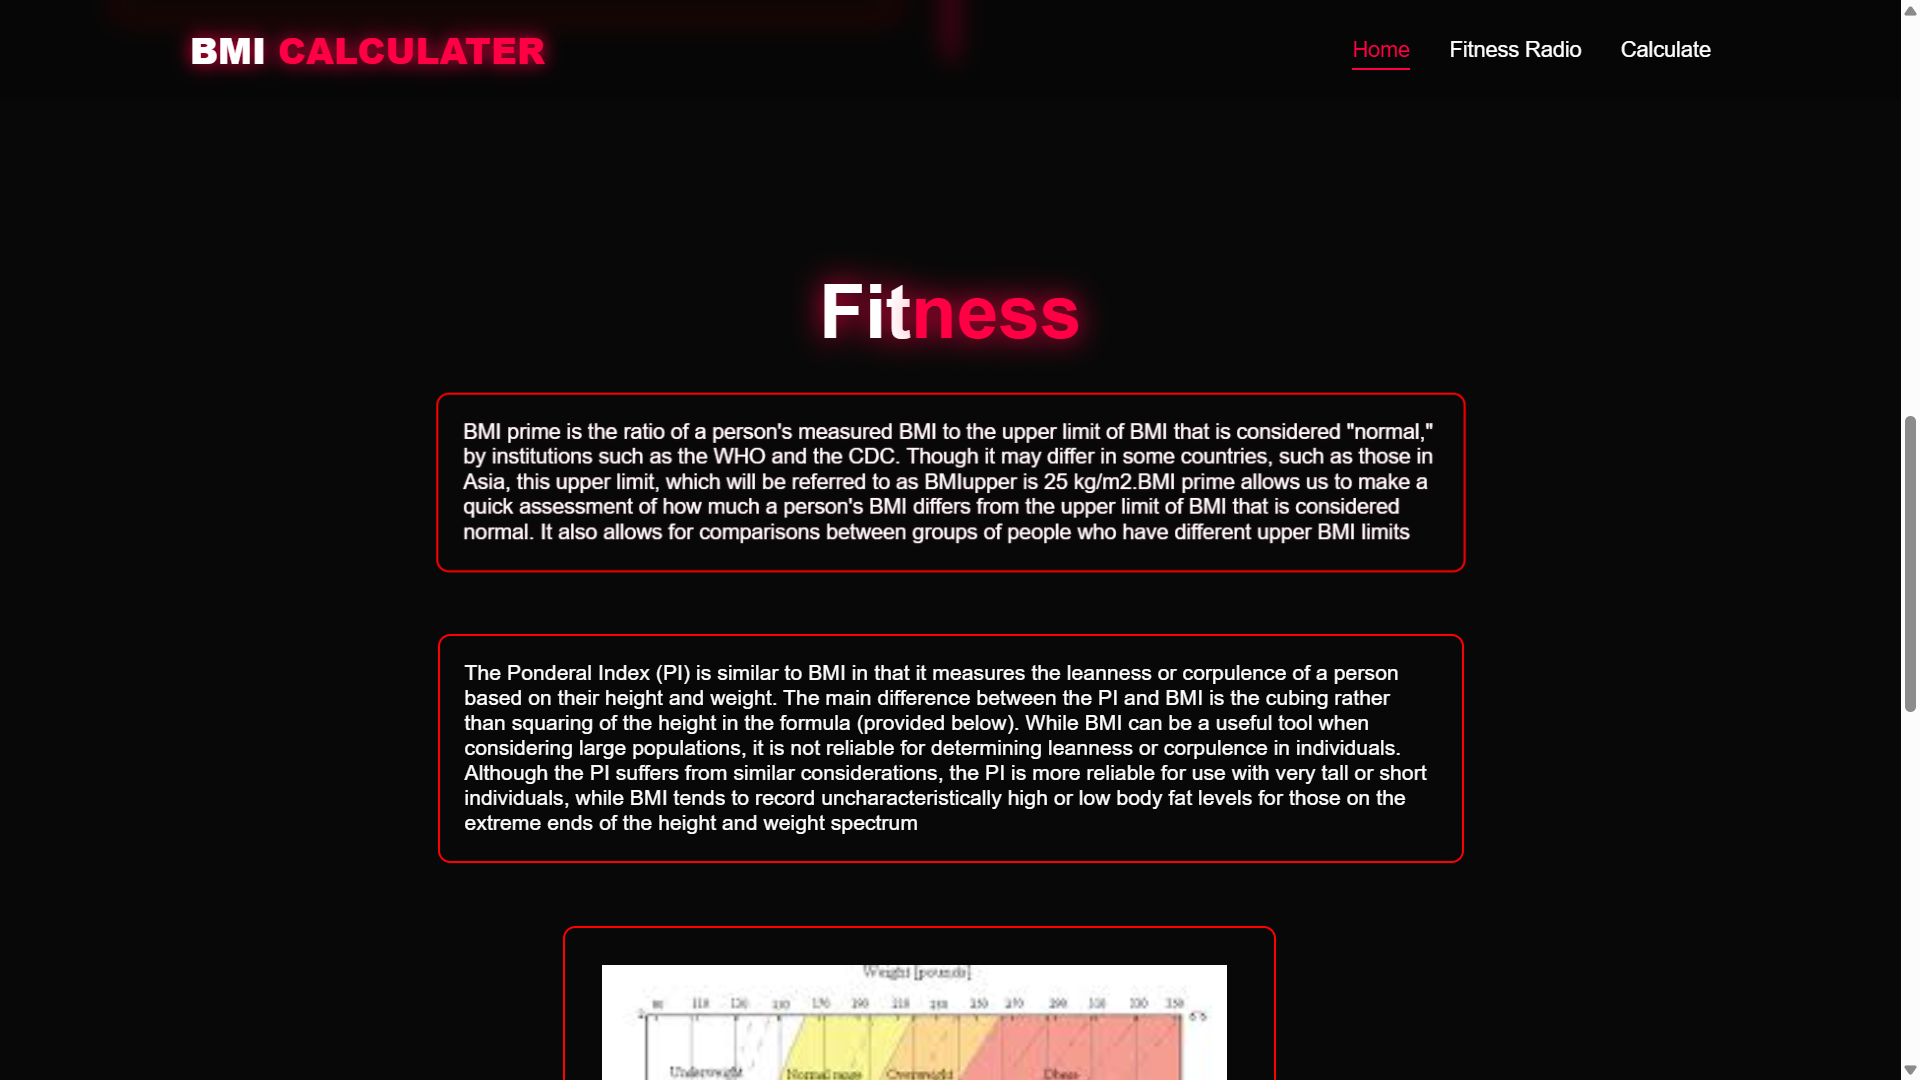 BMI CALCULATER
Home
Fitness Radio
Calculate
Fitness
BMI prime is the ratio of a person's measured BMI to the upper limit of BMI that is considered "normal,"
by institutions such as the WHO and the CDC. Though it may differ in some countries, such as those in
Asia, this upper limit, which will be referred to as BMIupper is 25 kg/m2.BMI prime allows us to make a
quick assessment of how much a person's BMI differs from the upper limit of BMI that is considered
normal. It also allows for comparisons between groups of people who have different upper BMI limits
The Ponderal Index (PI) is similar to BMI in that it measures the leanness or corpulence of a person
based on their height and weight. The main difference between the PI and BMI is the cubing rather
than squaring of the height in the formula (provided below). While BMI can be a useful tool when
considering large populations, it is not reliable for determining leanness or corpulence in individuals.
Although the PI suffers from similar considerations, the PI is more reliable for use with very tall or short
individuals, while BMI tends to record uncharacteristically high or low body fat levels for those on the
extreme ends of the height and weight spectrum
Weight [pounds]
110 130 170 190 210 270 290
Underweight Normal range Overweight Obese